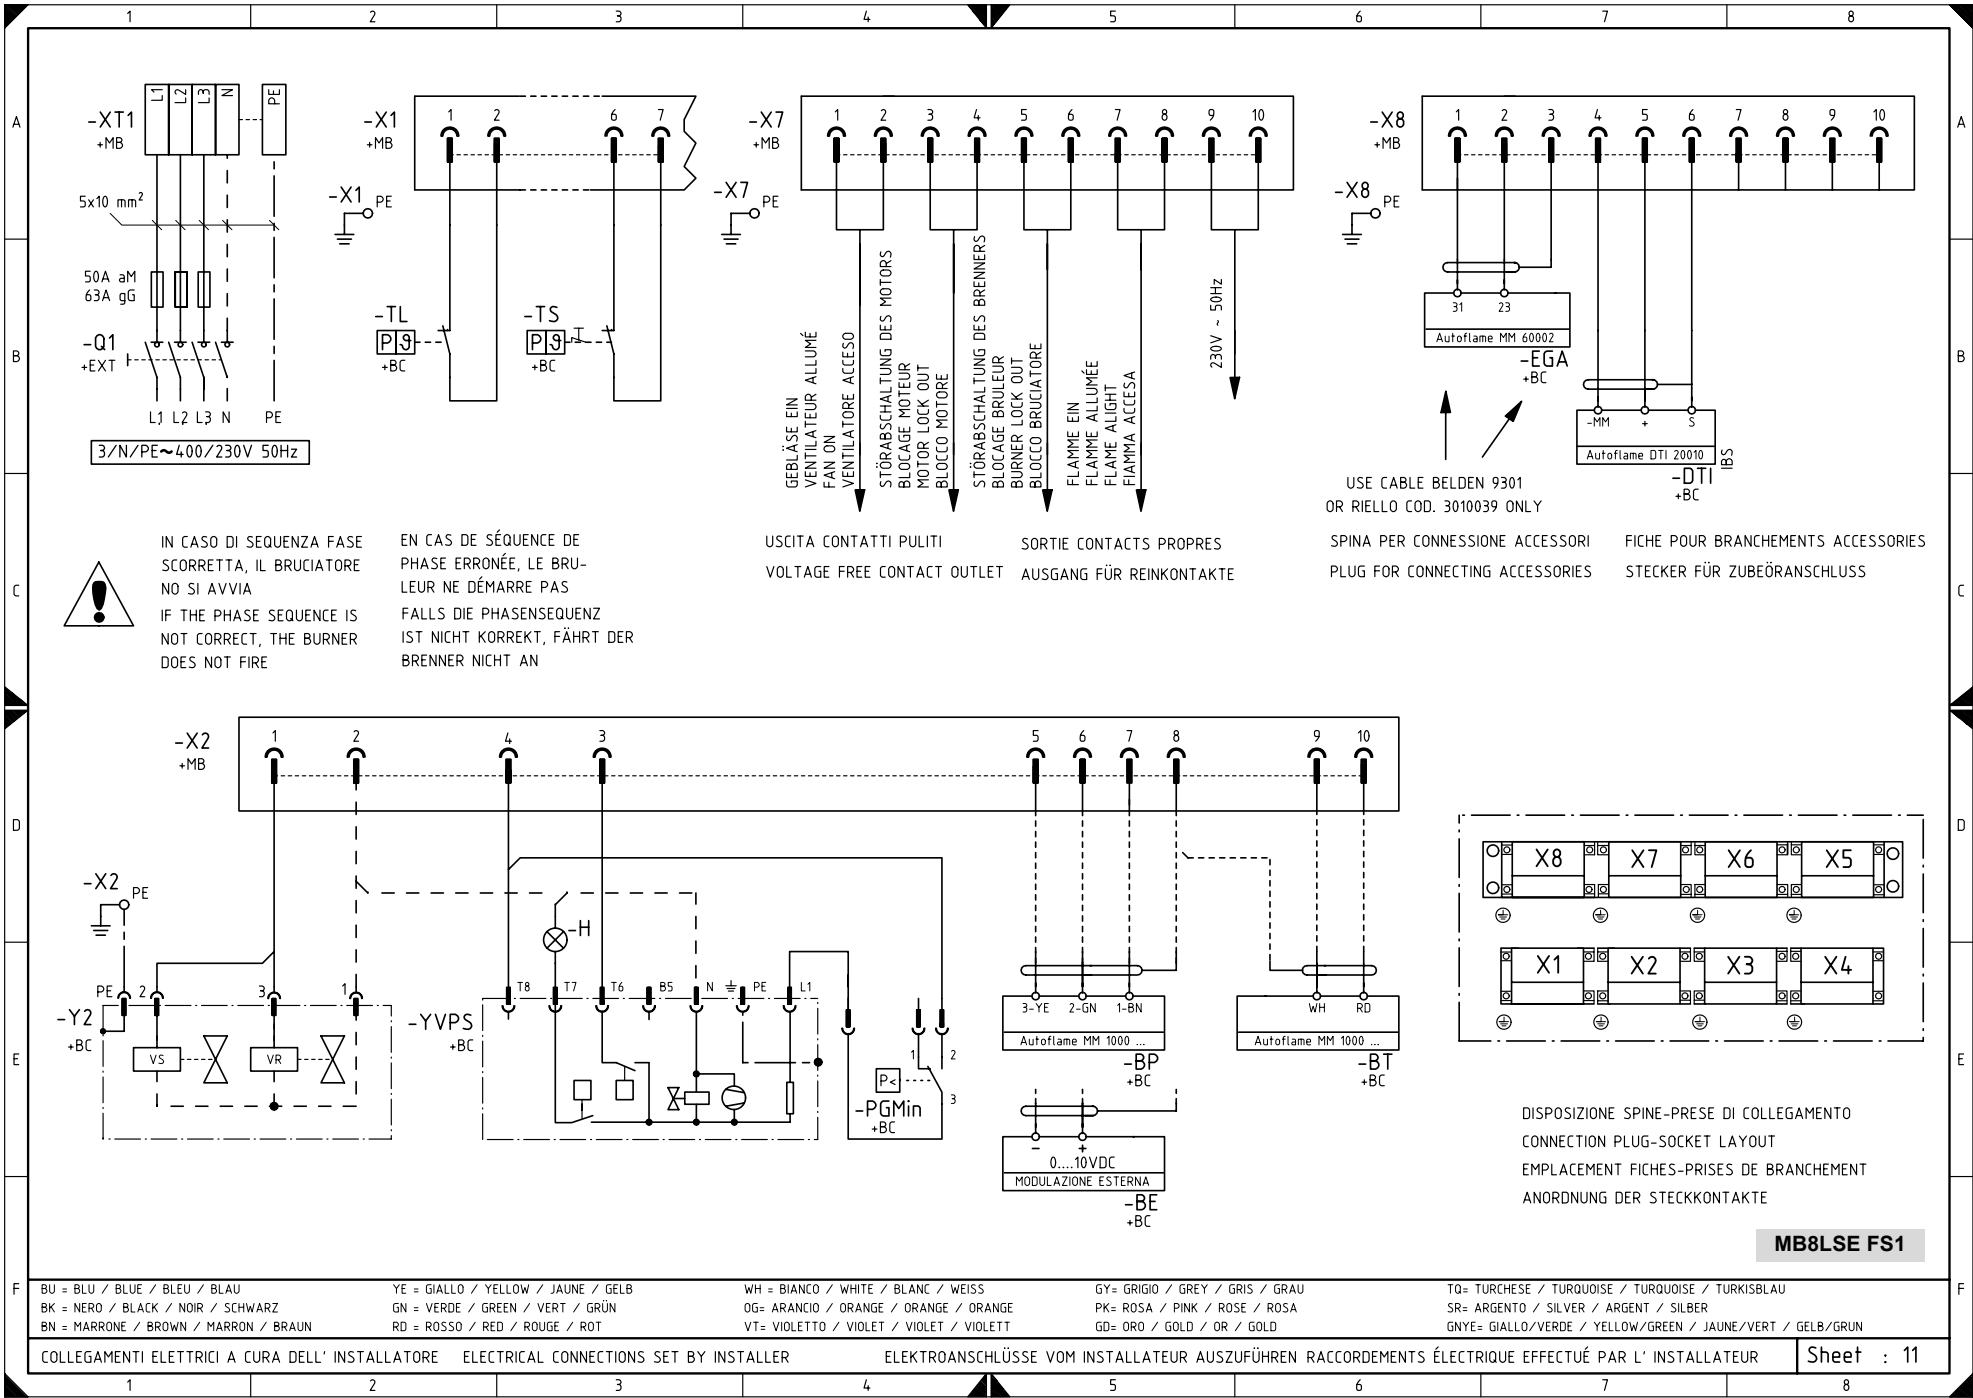 1 2 3 4 5 6 7 8
A
B
C
D
E
F
-XT1
+MB
L1 L2 L3 N PE
5x10 mm²
50A aM
63A gG
-Q1
+EXT
L1 L2 L3 N PE
3/N/PE~400/230V 50Hz
-X1
+MB
1 2 6 7
-X1 PE
-TL
P ϑ
+BC
-TS
P ϑ
+BC
-X7
+MB
1 2 3 4 5 6 7 8 9 10
-X7 PE
GEBLÄSE EIN
VENTILATEUR ALLUMÉ
FAN ON
VENTILATORE ACCESO
STÖRABSCHALTUNG DES MOTORS
BLOCAGE MOTEUR
MOTOR LOCK OUT
BLOCCO MOTORE
STÖRABSCHALTUNG DES BRENNERS
BLOCAGE BRULEUR
BURNER LOCK OUT
BLOCCO BRUCIATORE
FLAMME EIN
FLAMME ALLUMÉE
FLAME ALIGHT
FIAMMA ACCESA
230V ~ 50Hz
-X8
+MB
1 2 3 4 5 6 7 8 9 10
-X8 PE
31 23
Autoflame MM 60002
-EGA
+BC
-MM + S
Autoflame DTI 20010
IBS
-DTI
+BC
USE CABLE BELDEN 9301
OR RIELLO COD. 3010039 ONLY
IN CASO DI SEQUENZA FASE
SCORRETTA, IL BRUCIATORE
NO SI AVVIA
IF THE PHASE SEQUENCE IS
NOT CORRECT, THE BURNER
DOES NOT FIRE
EN CAS DE SÉQUENCE DE
PHASE ERRONÉE, LE BRU-
LEUR NE DÉMARRE PAS
FALLS DIE PHASENSEQUENZ
IST NICHT KORREKT, FÄHRT DER
BRENNER NICHT AN
USCITA CONTATTI PULITI
VOLTAGE FREE CONTACT OUTLET
SORTIE CONTACTS PROPRES
AUSGANG FÜR REINKONTAKTE
SPINA PER CONNESSIONE ACCESSORI
PLUG FOR CONNECTING ACCESSORIES
FICHE POUR BRANCHEMENTS ACCESSORIES
STECKER FÜR ZUBEÖRANSCHLUSS
-X2
+MB
1 2 4 3 5 6 7 8 9 10
-X2 PE
PE 2 3 1
-Y2
+BC
VS VR
-H
T8 T7 T6 B5 N PE L1
-YVPS
+BC
1 2
P<
3
-PGMin
+BC
3-YE 2-GN 1-BN
Autoflame MM 1000 ...
-BP
+BC
WH RD
Autoflame MM 1000 ...
-BT
+BC
- +
0....10VDC
MODULAZIONE ESTERNA
-BE
+BC
X8 X7 X6 X5
X1 X2 X3 X4
DISPOSIZIONE SPINE-PRESE DI COLLEGAMENTO
CONNECTION PLUG-SOCKET LAYOUT
EMPLACEMENT FICHES-PRISES DE BRANCHEMENT
ANORDNUNG DER STECKKONTAKTE
MB8LSE FS1
BU = BLU / BLUE / BLEU / BLAU
BK = NERO / BLACK / NOIR / SCHWARZ
BN = MARRONE / BROWN / MARRON / BRAUN
YE = GIALLO / YELLOW / JAUNE / GELB
GN = VERDE / GREEN / VERT / GRÜN
RD = ROSSO / RED / ROUGE / ROT
WH = BIANCO / WHITE / BLANC / WEISS
OG= ARANCIO / ORANGE / ORANGE / ORANGE
VT= VIOLETTO / VIOLET / VIOLET / VIOLETT
GY= GRIGIO / GREY / GRIS / GRAU
PK= ROSA / PINK / ROSE / ROSA
GD= ORO / GOLD / OR / GOLD
TQ= TURCHESE / TURQUOISE / TURQUOISE / TURKISBLAU
SR= ARGENTO / SILVER / ARGENT / SILBER
GNYE= GIALLO/VERDE / YELLOW/GREEN / JAUNE/VERT / GELB/GRUN
COLLEGAMENTI ELETTRICI A CURA DELL' INSTALLATORE ELECTRICAL CONNECTIONS SET BY INSTALLER ELEKTROANSCHLÜSSE VOM INSTALLATEUR AUSZUFÜHREN RACCORDEMENTS ÉLECTRIQUE EFFECTUÉ PAR L' INSTALLATEUR
Sheet : 11
A
B
C
D
E
F
1 2 3 4 5 6 7 8